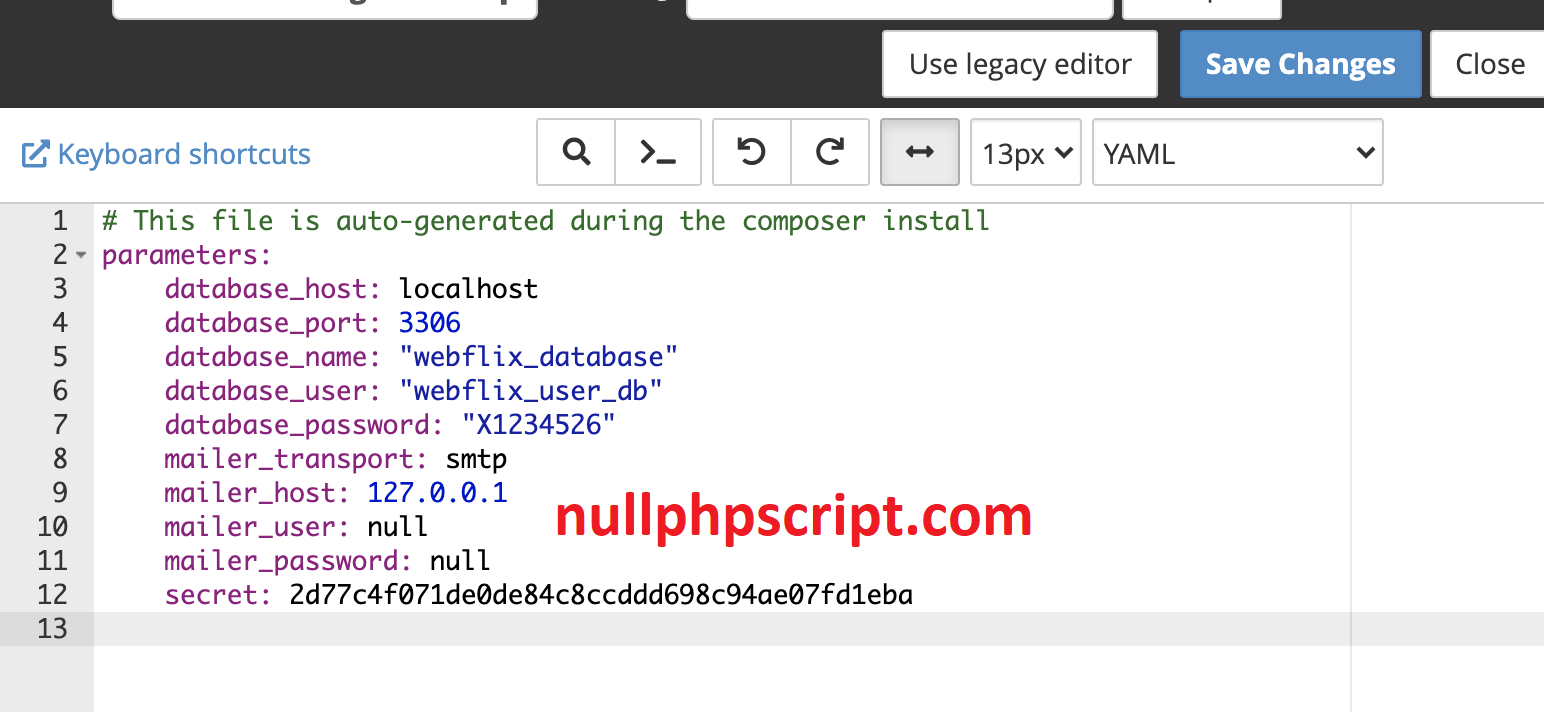 Use legacy editor Save Changes Close
Keyboard shortcuts 13px YAML
1 # This file is auto-generated during the composer install
2 parameters:
3 database_host: localhost
4 database_port: 3306
5 database_name: "webflix_database"
6 database_user: "webflix_user_db"
7 database_password: "X1234526"
8 mailer_transport: smtp
9 mailer_host: 127.0.0.1
nullphpscript.com
10 mailer_user: null
11 mailer_password: null
12 secret: 2d77c4f071de0de84c8ccddd698c94ae07fd1eba
13